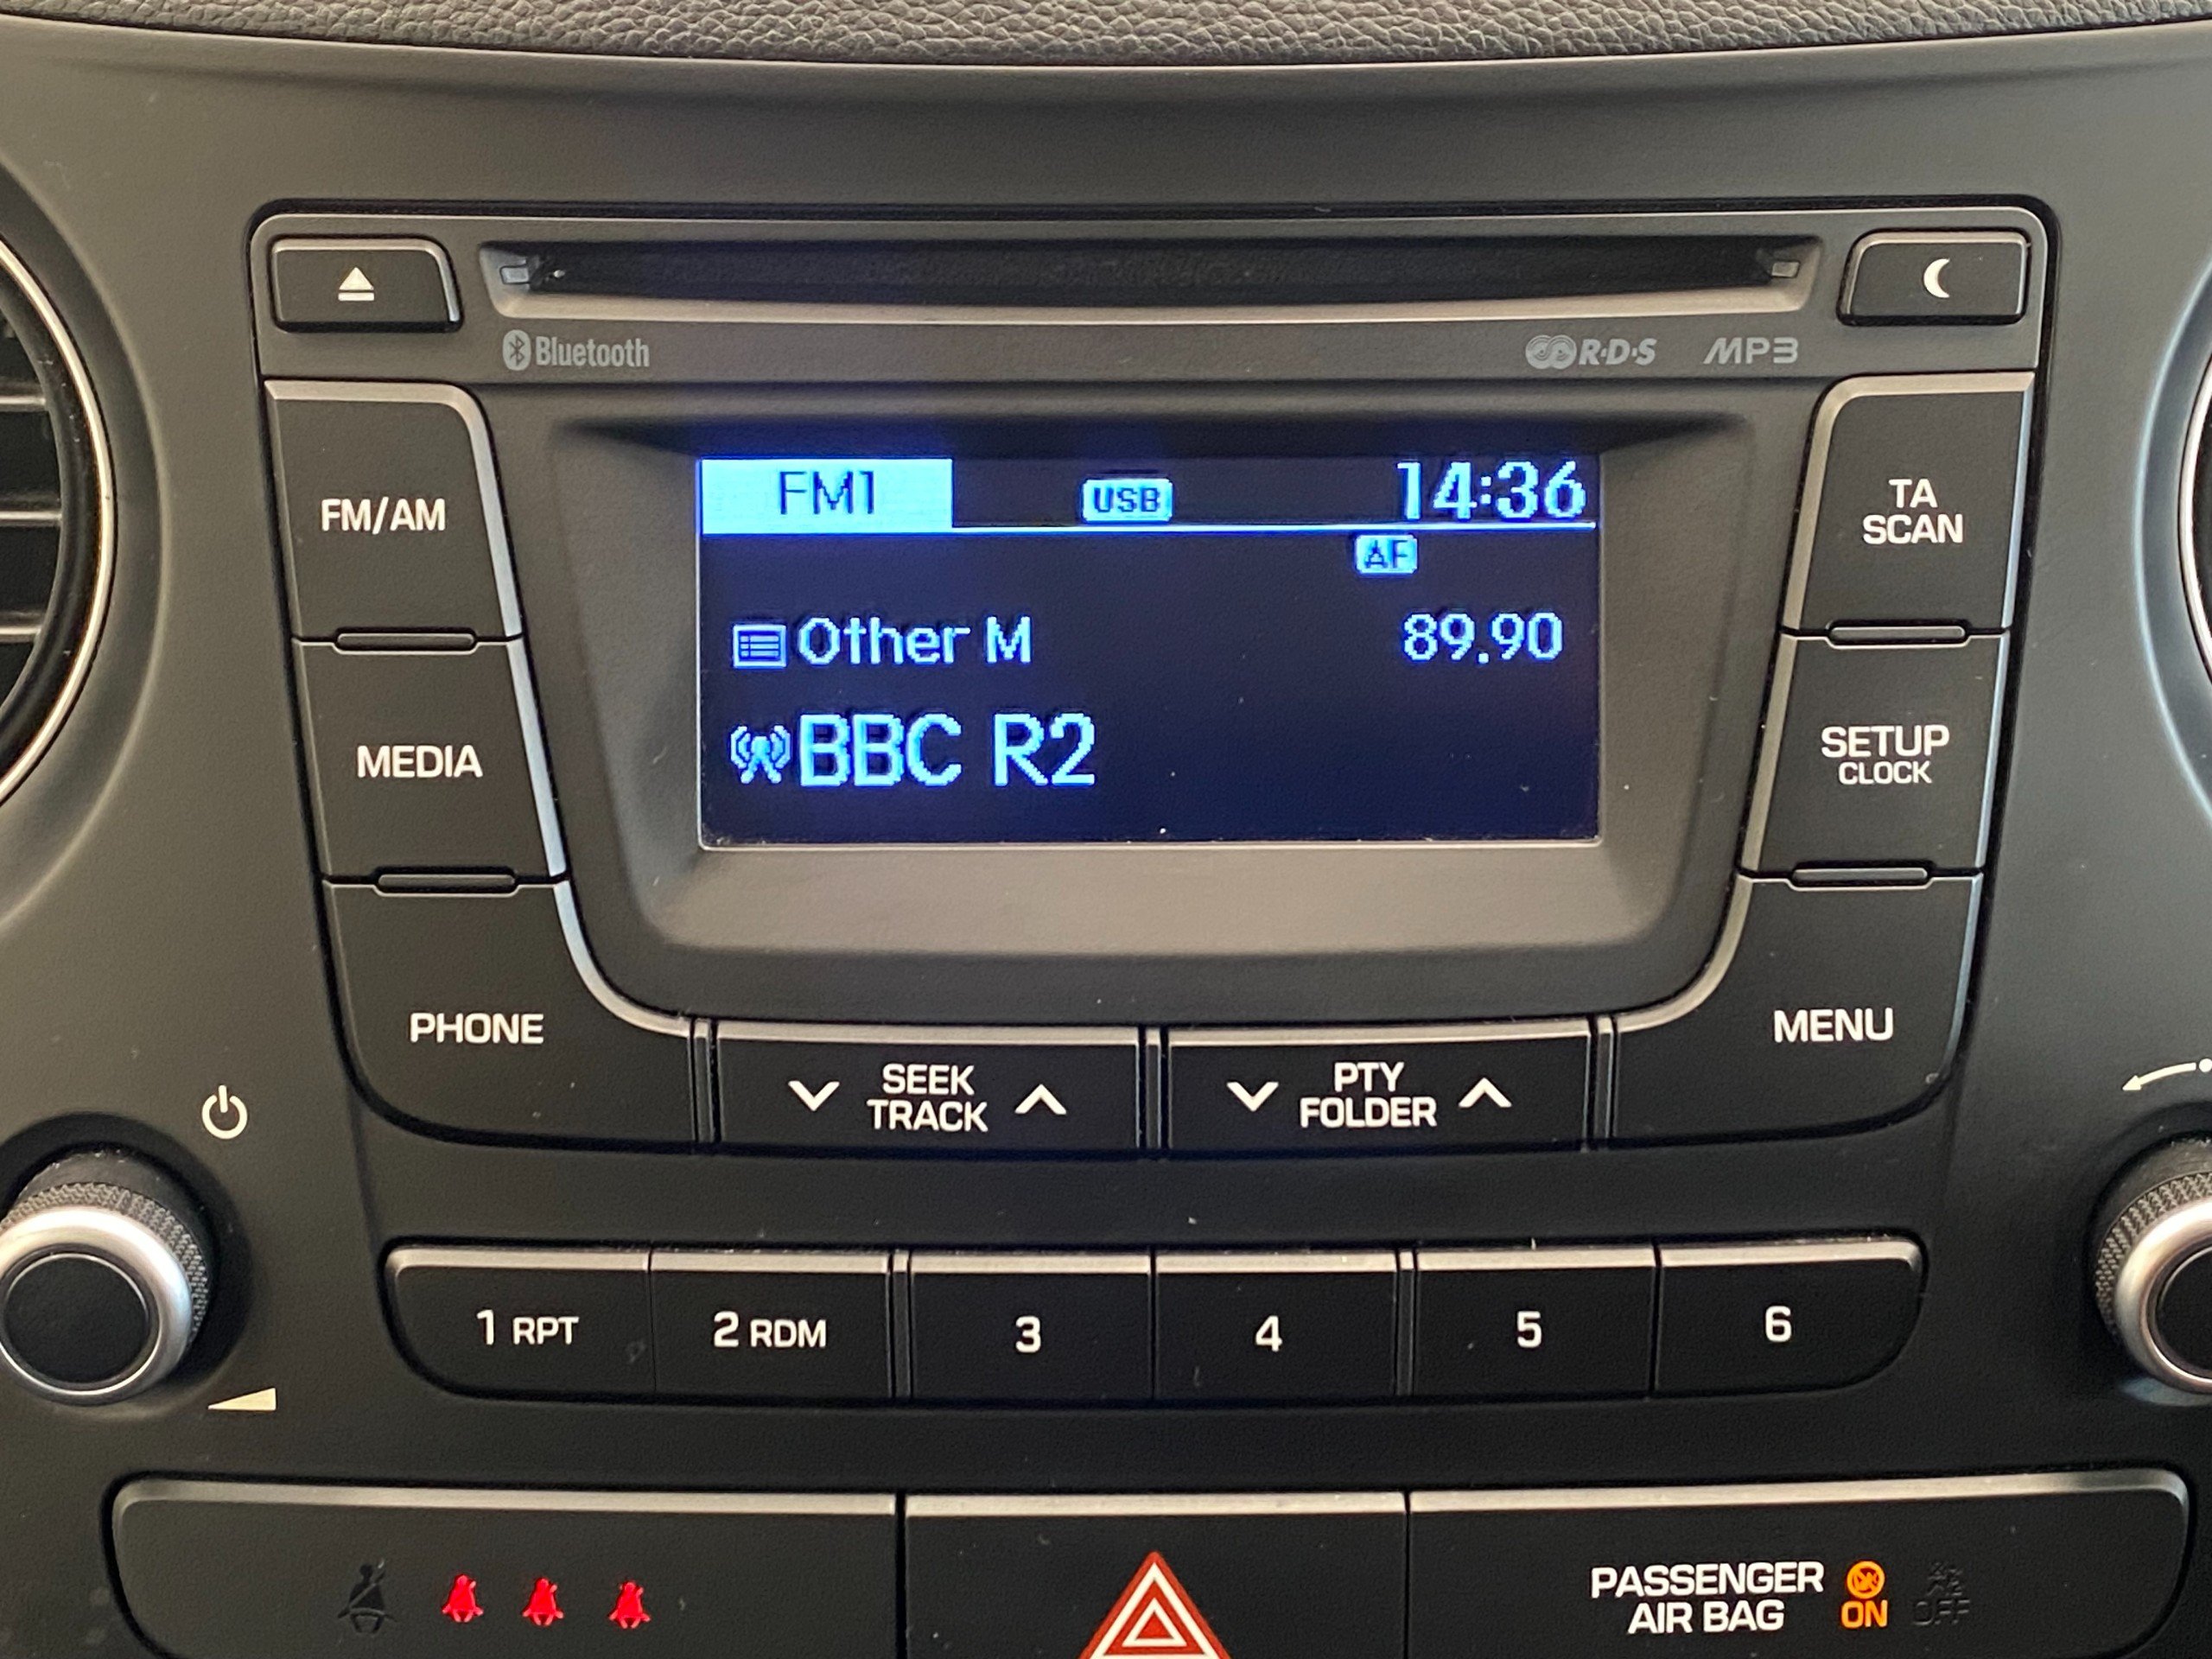 Bluetooth
R·D·S MP3
FM/AM
FM1 USB 14:36
AF
Other M 89.90
BBC R2
TA
SCAN
MEDIA
SETUP
CLOCK
PHONE
SEEK
TRACK
PTY
FOLDER
MENU
1 RPT
2 RDM
3
4
5
6
PASSENGER
AIR BAG
ON
OFF